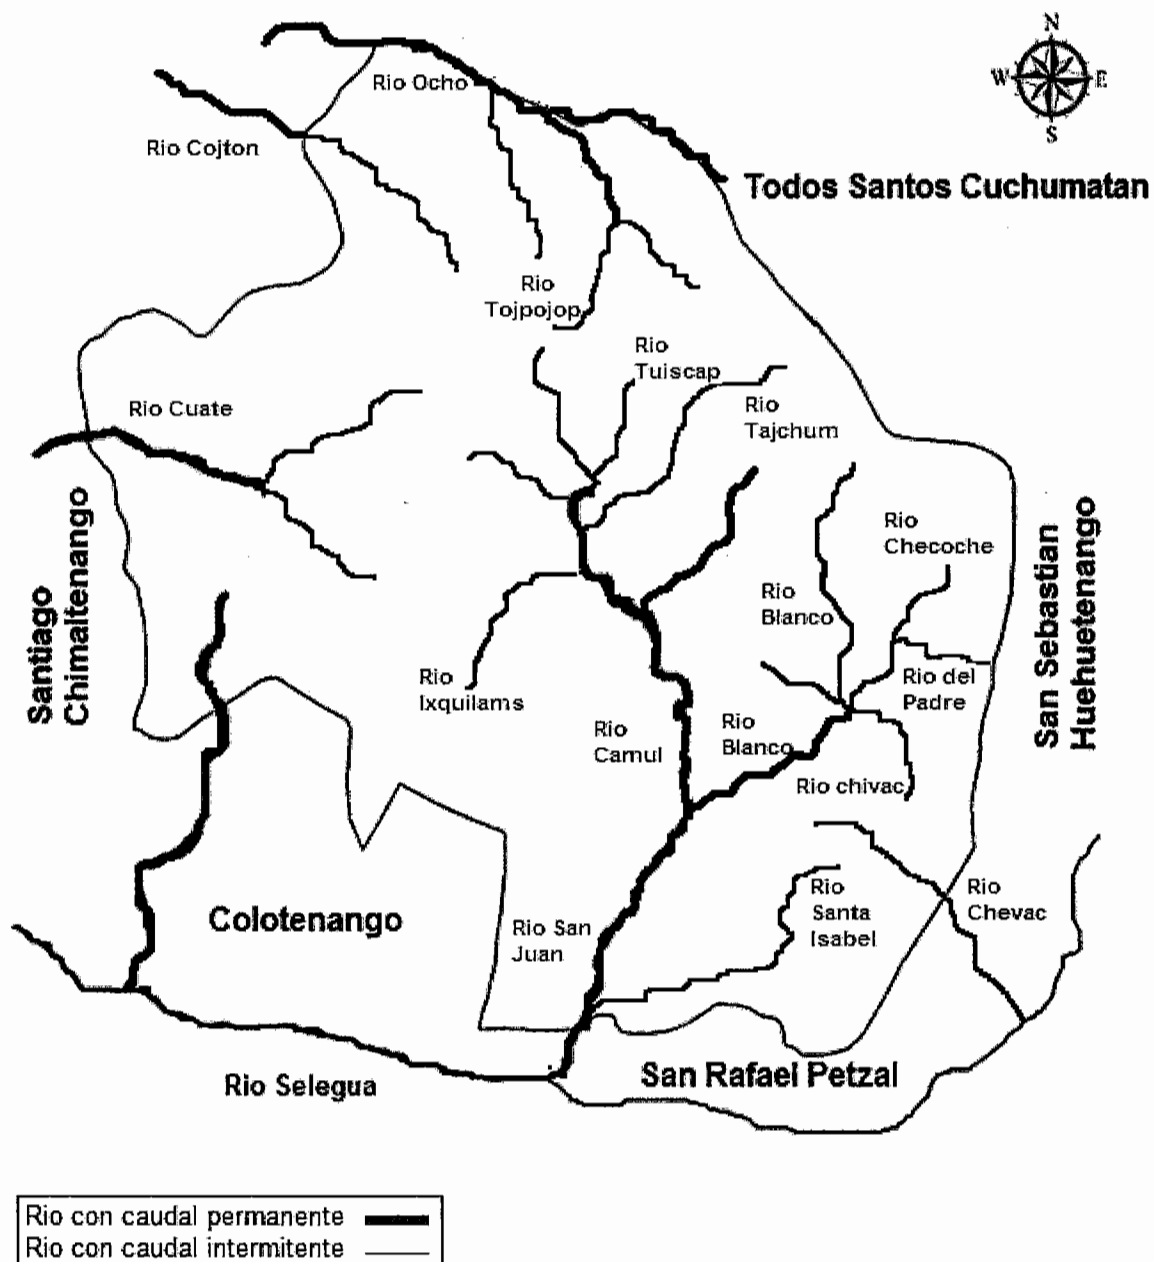 N
W E
S
Rio Ocho
Rio Cojton
Todos Santos Cuchumatan
Rio
Tojpojop
Rio
Tuiscap
Rio Cuate
Rio
Tajchum
Santiago
Chimaltenango
Rio
Checoche
San Sebastian
Huehuetenango
Rio
Blanco
Rio
Ixquilams
Rio del
Padre
Rio
Camul
Rio
Blanco
Rio chivac
Rio
Santa
Isabel
Rio
Chevac
Colotenango
Rio San
Juan
Rio Selegua
San Rafael Petzal
Rio con caudal permanente
Rio con caudal intermitente